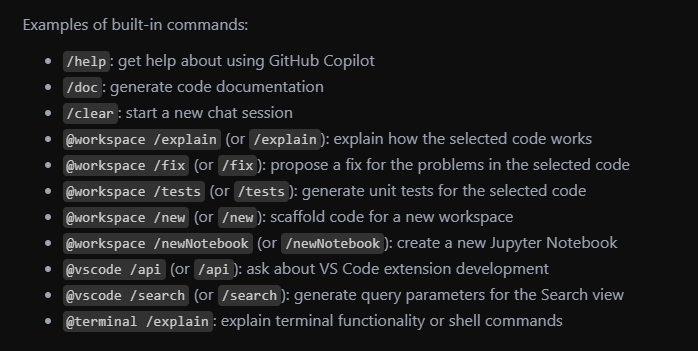 Examples of built-in commands:
• /help: get help about using GitHub Copilot
• /doc: generate code documentation
• /clear: start a new chat session
• @workspace /explain (or /explain): explain how the selected code works
• @workspace /fix (or /fix): propose a fix for the problems in the selected code
• @workspace /tests (or /tests): generate unit tests for the selected code
• @workspace /new (or /new): scaffold code for a new workspace
• @workspace /newNotebook (or /newNotebook): create a new Jupyter Notebook
• @vscode /api (or /api): ask about VS Code extension development
• @vscode /search (or /search): generate query parameters for the Search view
• @terminal /explain: explain terminal functionality or shell commands